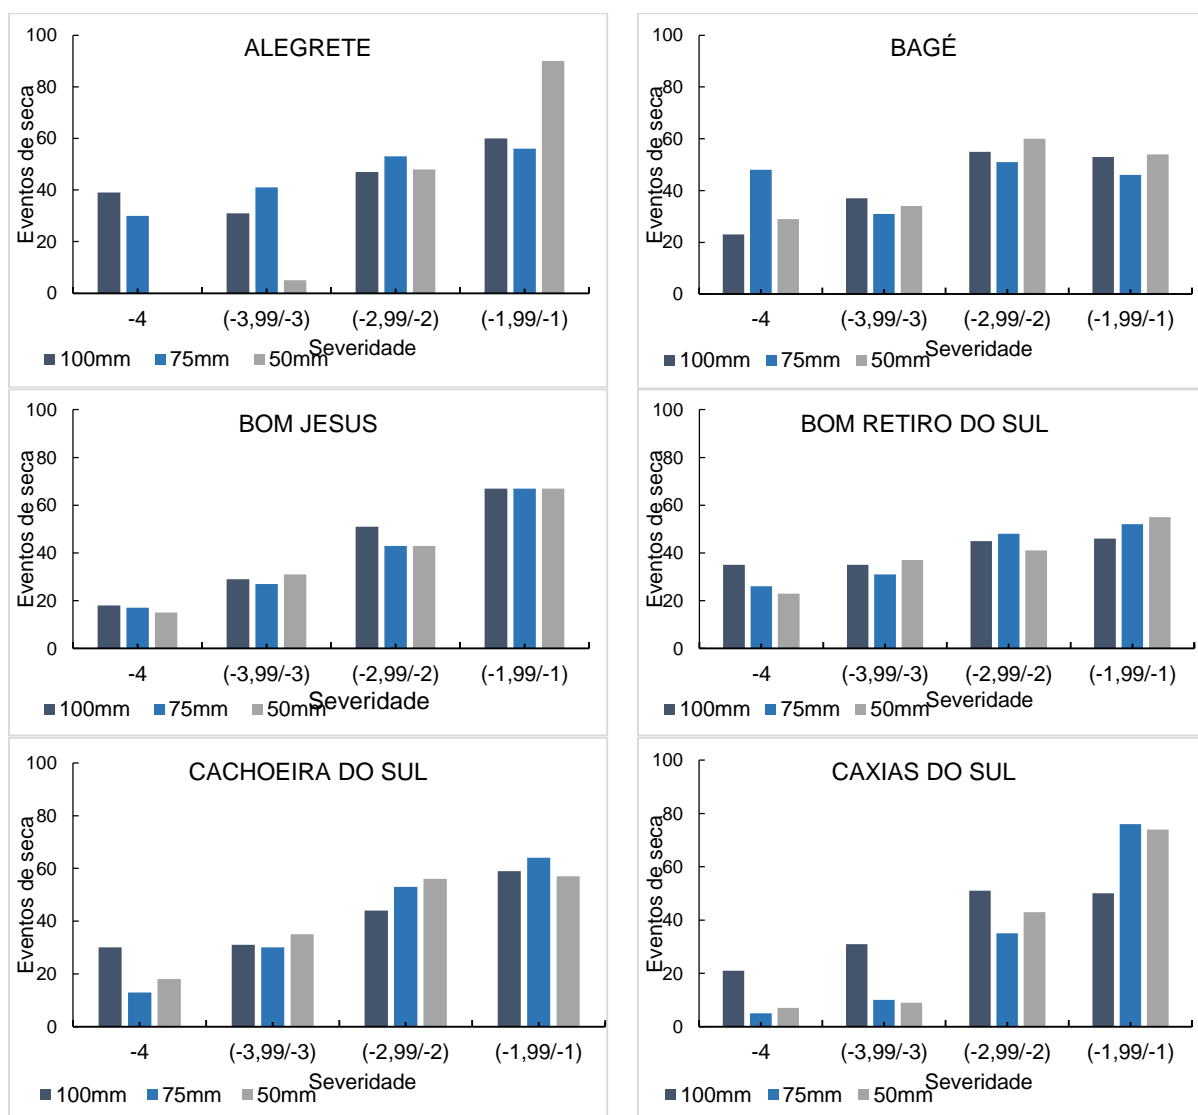 ALEGRETE
Eventos de seca
100
80
60
40
20
0
-4 (-3,99/-3) (-2,99/-2) (-1,99/-1)
Severidade
100mm 75mm 50mm
BAGÉ
Eventos de seca
100
80
60
40
20
0
-4 (-3,99/-3) (-2,99/-2) (-1,99/-1)
Severidade
100mm 75mm 50mm
BOM JESUS
Eventos de seca
100
80
60
40
20
0
-4 (-3,99/-3) (-2,99/-2) (-1,99/-1)
Severidade
100mm 75mm 50mm
BOM RETIRO DO SUL
Eventos de seca
100
80
60
40
20
0
-4 (-3,99/-3) (-2,99/-2) (-1,99/-1)
Severidade
100mm 75mm 50mm
CACHOEIRA DO SUL
Eventos de seca
100
80
60
40
20
0
-4 (-3,99/-3) (-2,99/-2) (-1,99/-1)
Severidade
100mm 75mm 50mm
CAXIAS DO SUL
Eventos de seca
100
80
60
40
20
0
-4 (-3,99/-3) (-2,99/-2) (-1,99/-1)
Severidade
100mm 75mm 50mm